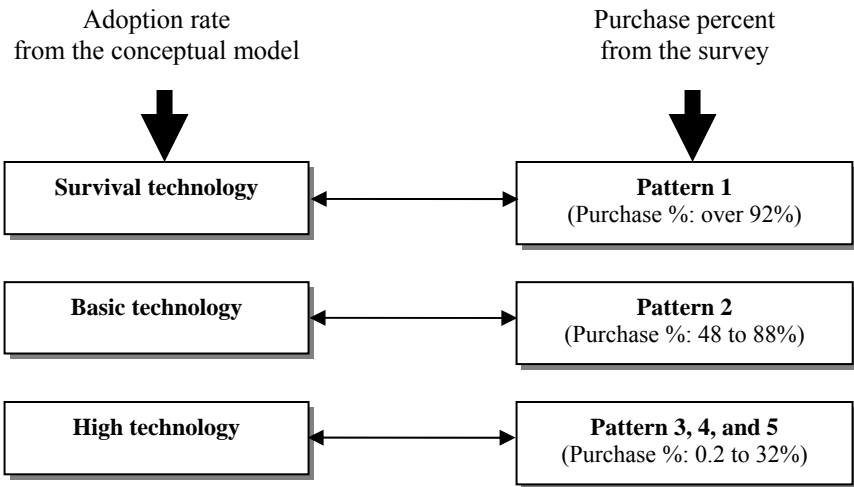 Adoption rate
from the conceptual model
Purchase percent
from the survey
Survival technology
Pattern 1
(Purchase %: over 92%)
Basic technology
Pattern 2
(Purchase %: 48 to 88%)
High technology
Pattern 3, 4, and 5
(Purchase %: 0.2 to 32%)